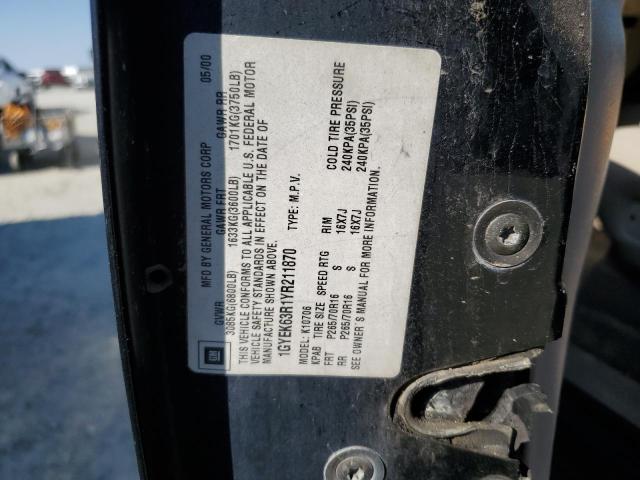 GM
MFD BY GENERAL MOTORS CORP 05/00
GVWR GAWR FRT GAWR RR
3085KG(6800LB) 1633KG(3600LB) 1701KG(3750LB)
THIS VEHICLE CONFORMS TO ALL APPLICABLE U.S. FEDERAL MOTOR
VEHICLE SAFETY STANDARDS IN EFFECT ON THE DATE OF
MANUFACTURE SHOWN ABOVE.
1GYEK63R1YR211870 TYPE: M.P.V.
MODEL: K10706
KPAB TIRE SIZE SPEED RTG RIM COLD TIRE PRESSURE
FRT P265/70R16 S 16X7J 240KPA(35PSI)
RR P265/70R16 S 16X7J 240KPA(35PSI)
SEE OWNER'S MANUAL FOR MORE INFORMATION.